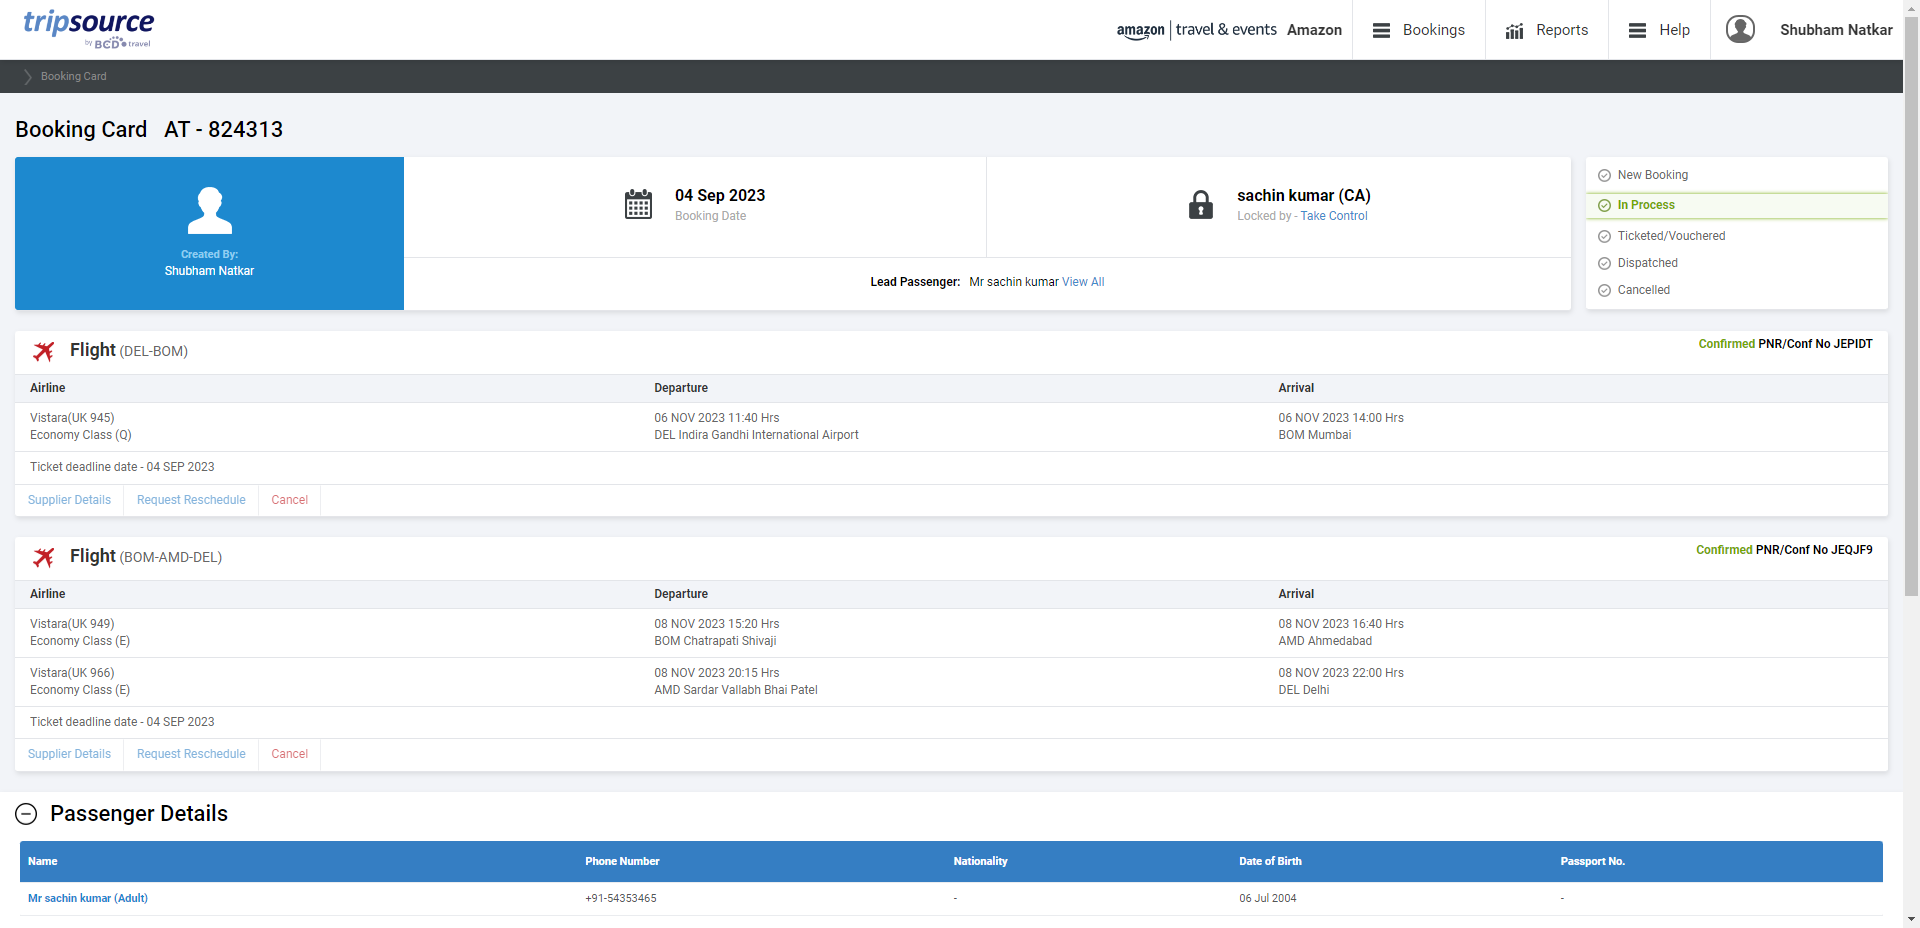 tripsource
by BCD travel
amazon | travel & events Amazon
Bookings
Reports
Help
Shubham Natkar
Booking Card
Booking Card AT - 824313
Created By:
Shubham Natkar
04 Sep 2023
Booking Date
sachin kumar (CA)
Locked by - Take Control
Lead Passenger: Mr sachin kumar View All
New Booking
In Process
Ticketed/Vouchered
Dispatched
Cancelled
Flight (DEL-BOM)
Confirmed PNR/Conf No JEPIDT
Airline Departure Arrival
Vistara(UK 945) 06 NOV 2023 11:40 Hrs 06 NOV 2023 14:00 Hrs
Economy Class (Q) DEL Indira Gandhi International Airport BOM Mumbai
Ticket deadline date - 04 SEP 2023
Supplier Details Request Reschedule Cancel
Flight (BOM-AMD-DEL)
Confirmed PNR/Conf No JEQJF9
Airline Departure Arrival
Vistara(UK 949) 08 NOV 2023 15:20 Hrs 08 NOV 2023 16:40 Hrs
Economy Class (E) BOM Chatrapati Shivaji AMD Ahmedabad
Vistara(UK 966) 08 NOV 2023 20:15 Hrs 08 NOV 2023 22:00 Hrs
Economy Class (E) AMD Sardar Vallabh Bhai Patel DEL Delhi
Ticket deadline date - 04 SEP 2023
Supplier Details Request Reschedule Cancel
Passenger Details
Name Phone Number Nationality Date of Birth Passport No.
Mr sachin kumar (Adult) +91-54353465 - 06 Jul 2004 -